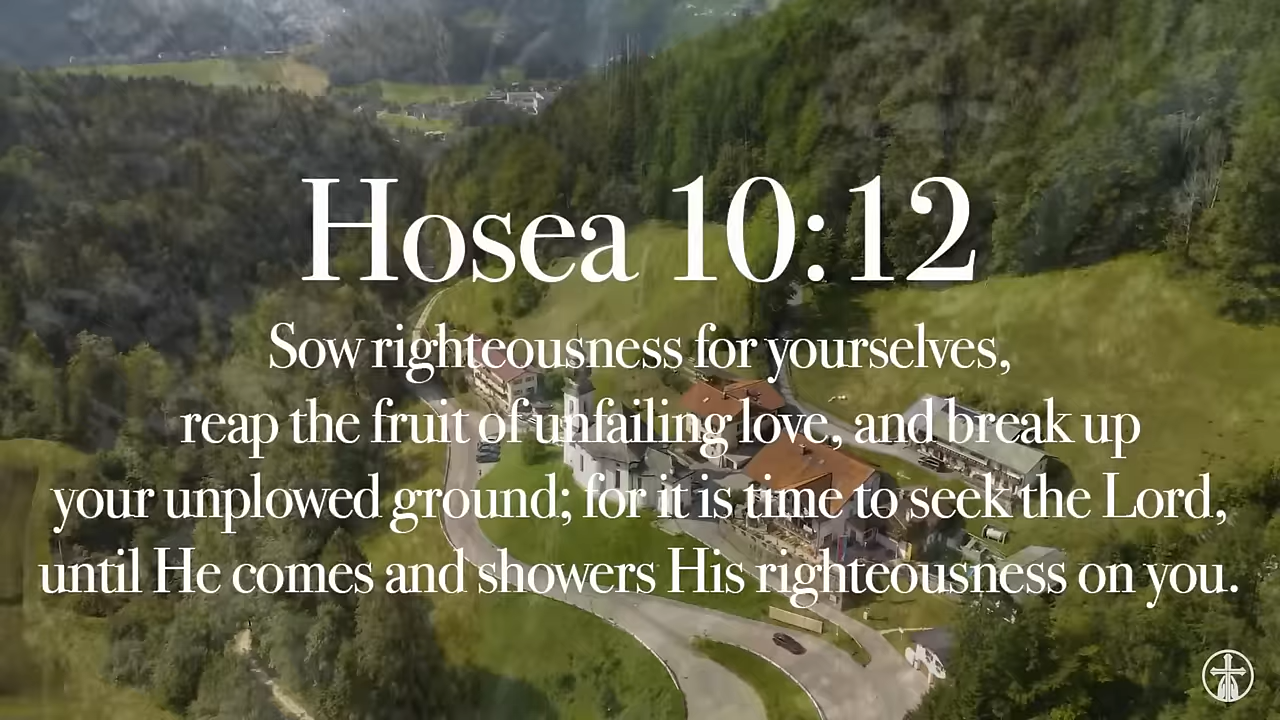 Hosea 10:12
Sow righteousness for yourselves,
reap the fruit of unfailing love, and break up
your unplowed ground; for it is time to seek the Lord,
until He comes and showers His righteousness on you.